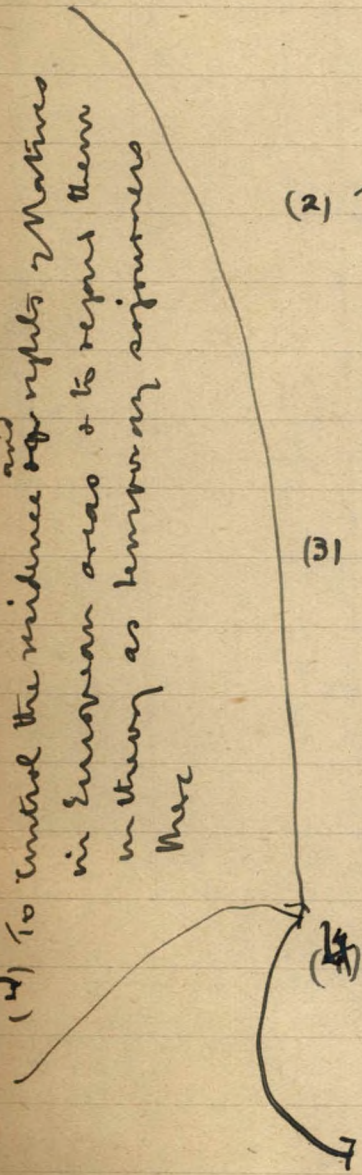 (4) To control the residence and rights of Natives
in European areas & to regard them
in theory as temporary sojourners
there
(2)
(3)
(4)